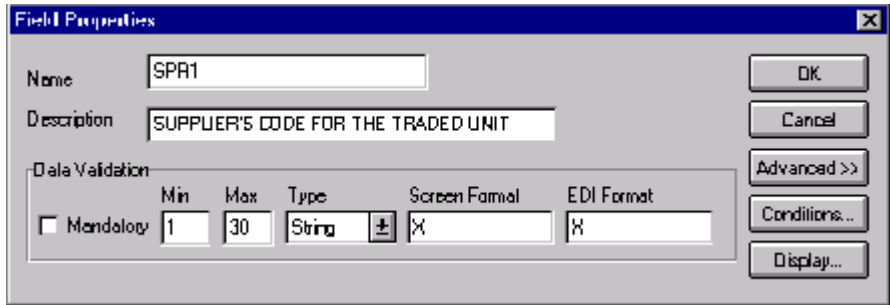 Field Properties
Name SPR1 OK
Description SUPPLIER'S CODE FOR THE TRADED UNIT Cancel
Advanced >>
Data Validation
Min Max Type Screen Format EDI Format
Mandatory 1 30 String X X
Conditions...
Display...